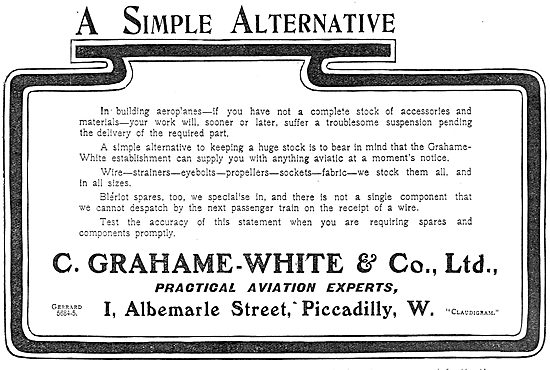 A SIMPLE ALTERNATIVE
In building aeroplanes—if you have not a complete stock of accessories and
materials—your work will, sooner or later, suffer a troublesome suspension pending
the delivery of the required part.
A simple alternative to keeping a huge stock is to bear in mind that the Grahame-
White establishment can supply you with anything aviatic at a moment's notice.
Wire—strainers—eyebolts—propellers—sockets—fabric—we stock them all, and
in all sizes.
Blériot spares, too, we specialise in, and there is not a single component that
we cannot despatch by the next passenger train on the receipt of a wire.
Test the accuracy of this statement when you are requiring spares and
components promptly.
C. GRAHAME-WHITE & Co., Ltd.,
PRACTICAL AVIATION EXPERTS,
GERRARD
5684-5.
1, Albemarle Street, Piccadilly, W.
"CLAUDIGRAM."